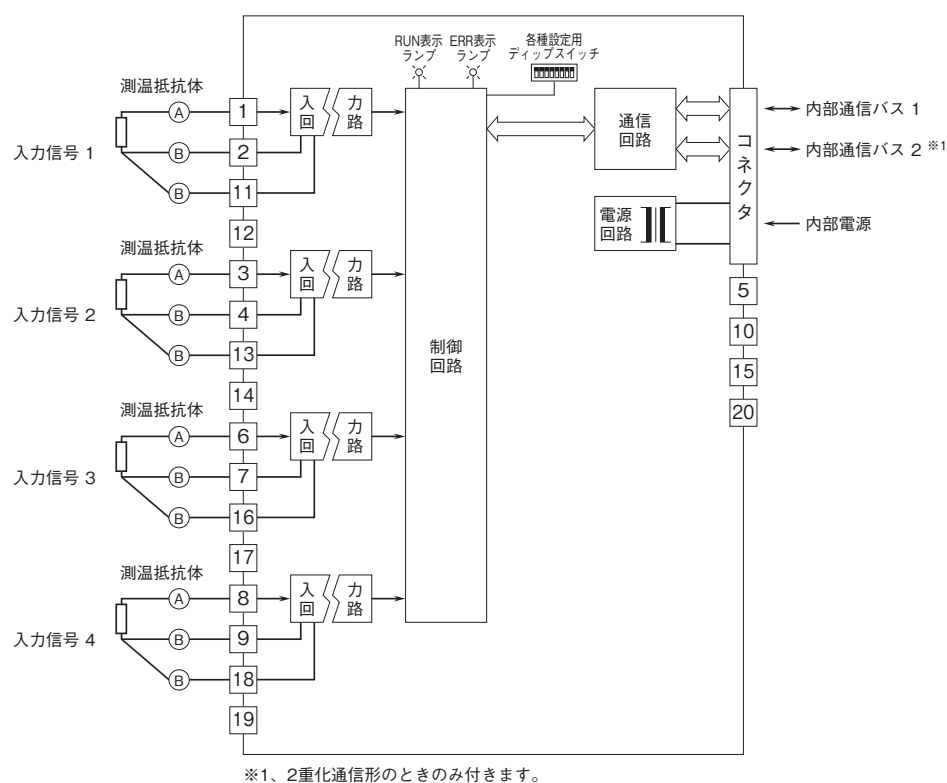 RUN表示
ランプ
ERR表示
ランプ
各種設定用
ディップスイッチ
測温抵抗体
入力信号 1
A
B
B
1
2
11
12
入
回
力
路
測温抵抗体
入力信号 2
A
B
B
3
4
13
14
入
回
力
路
測温抵抗体
入力信号 3
A
B
B
6
7
16
17
入
回
力
路
測温抵抗体
入力信号 4
A
B
B
8
9
18
19
入
回
力
路
制御
回路
通信
回路
電源
回路
コネクタ
内部通信バス 1
内部通信バス 2 ※1
内部電源
5
10
15
20
※1、2重化通信形のときのみ付きます。